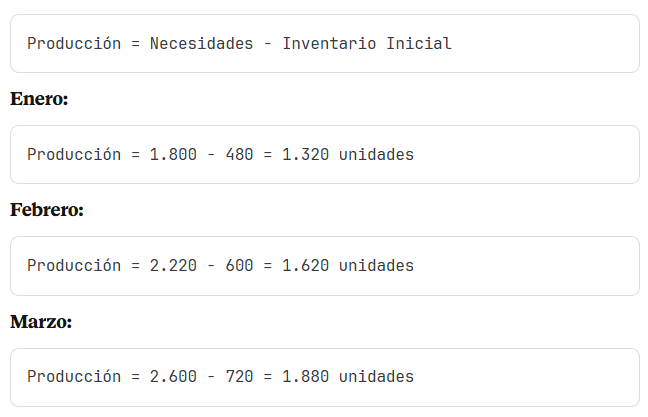 Producción = Necesidades - Inventario Inicial
Enero:
Producción = 1.800 - 480 = 1.320 unidades
Febrero:
Producción = 2.220 - 600 = 1.620 unidades
Marzo:
Producción = 2.600 - 720 = 1.880 unidades